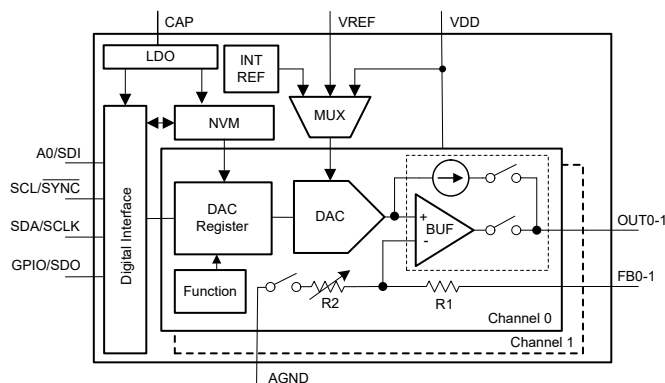 CAP
VREF
VDD
LDO
INT
REF
MUX
NVM
A0/SDI
SCL/SYNC
SDA/SCLK
GPIO/SDO
Digital Interface
DAC
Register
DAC
+
-
BUF
OUT0-1
Function
R2
R1
FB0-1
Channel 0
Channel 1
AGND